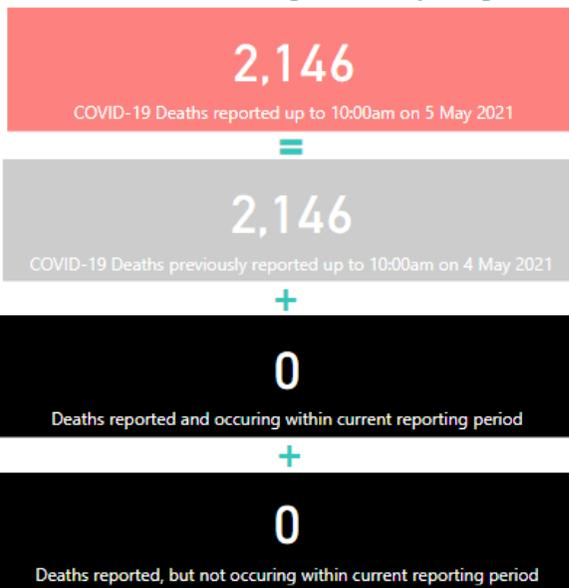 2,146
COVID-19 Deaths reported up to 10:00am on 5 May 2021
=
2,146
COVID-19 Deaths previously reported up to 10:00am on 4 May 2021
+
0
Deaths reported and occuring within current reporting period
+
0
Deaths reported, but not occuring within current reporting period